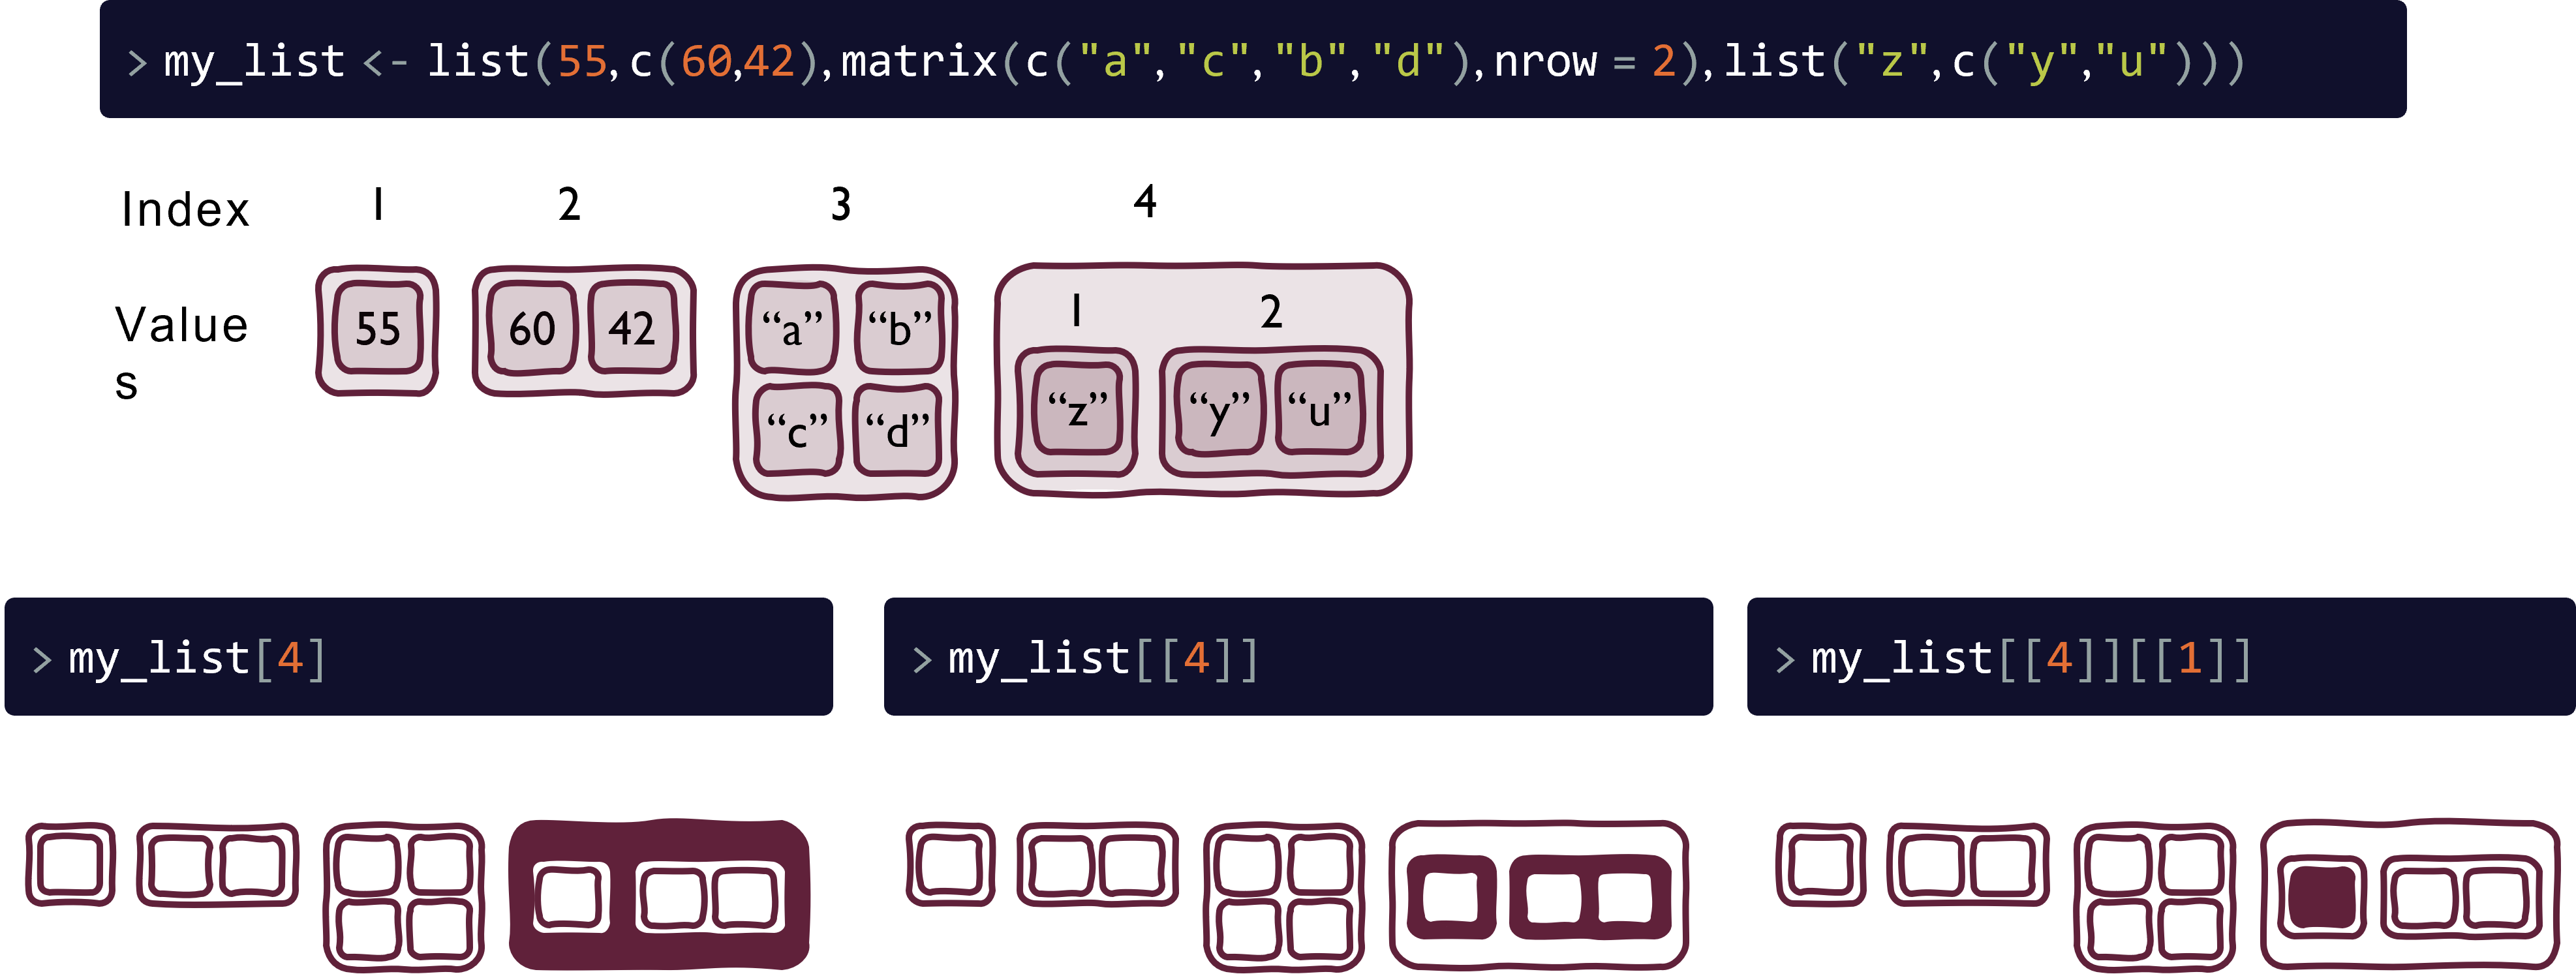 > my_list <- list(55,c(60,42),matrix(c("a","c","b","d"),nrow = 2),list("z",c("y","u")))
Index 1 2 3 4
Value
s
1 2
55 60 42 “a” “b”
“z” “y” “u”
“c” “d”
> my_list[4] > my_list[[4]] > my_list[[4]][[1]]